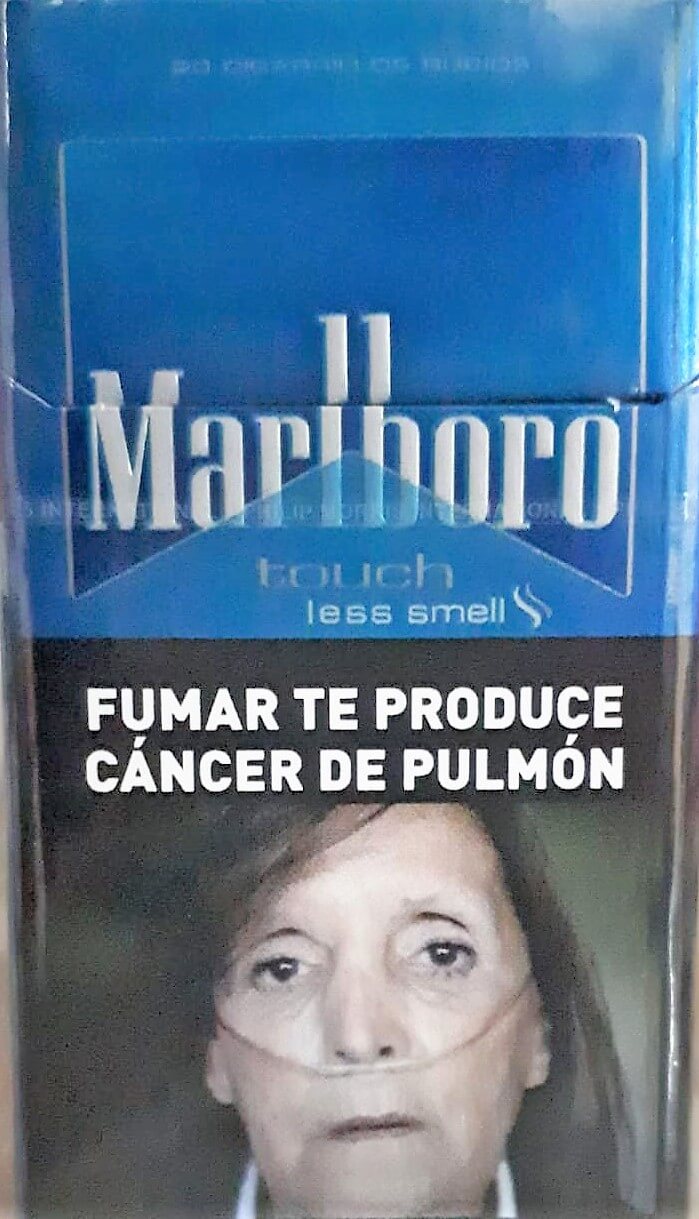 Marlboro
touch
less smell
FUMAR TE PRODUCE
CÁNCER DE PULMÓN